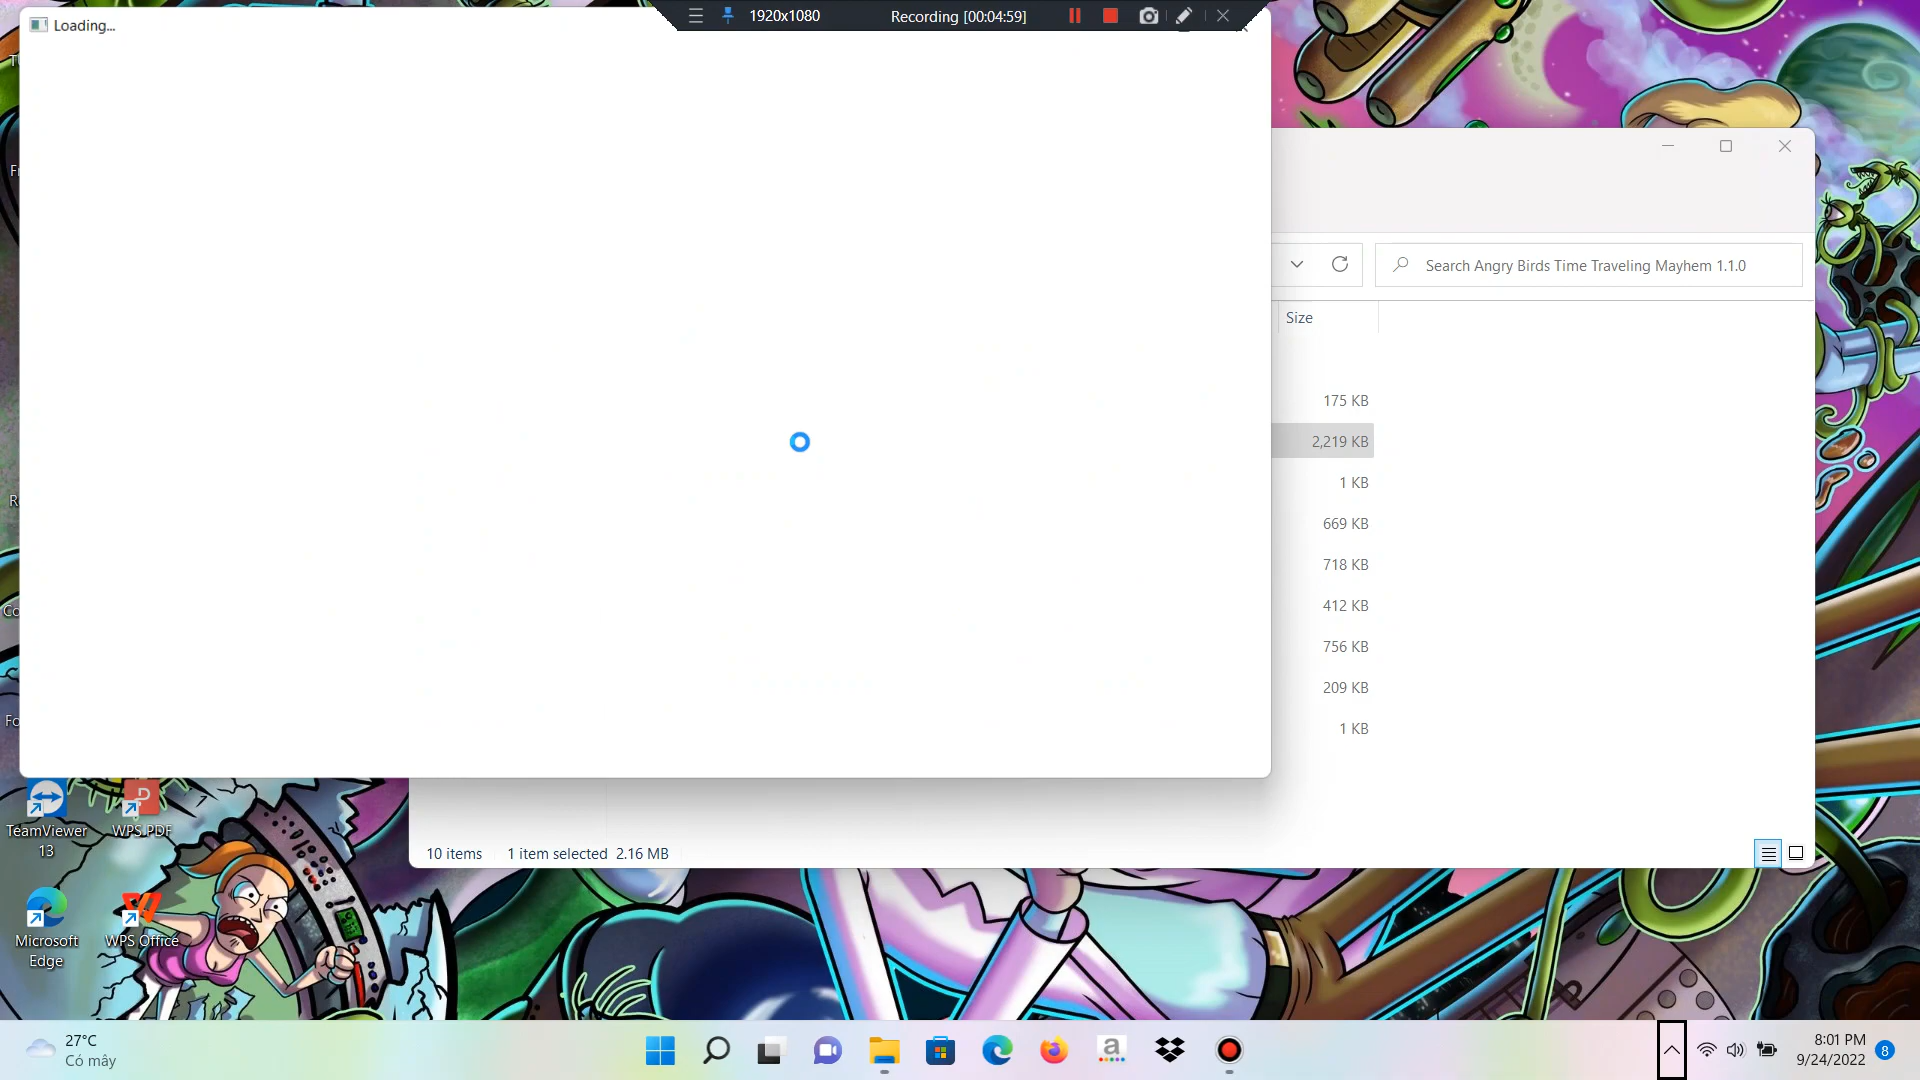 Loading...
1920x1080
Recording [00:04:59]
Search Angry Birds Time Traveling Mayhem 1.1.0
Size
175 KB
2,219 KB
1 KB
669 KB
718 KB
412 KB
756 KB
209 KB
1 KB
10 items
1 item selected 2.16 MB
TeamViewer
13
WPS PDF
Microsoft
Edge
WPS Office
27°C
Có mây
8:01 PM
9/24/2022
8